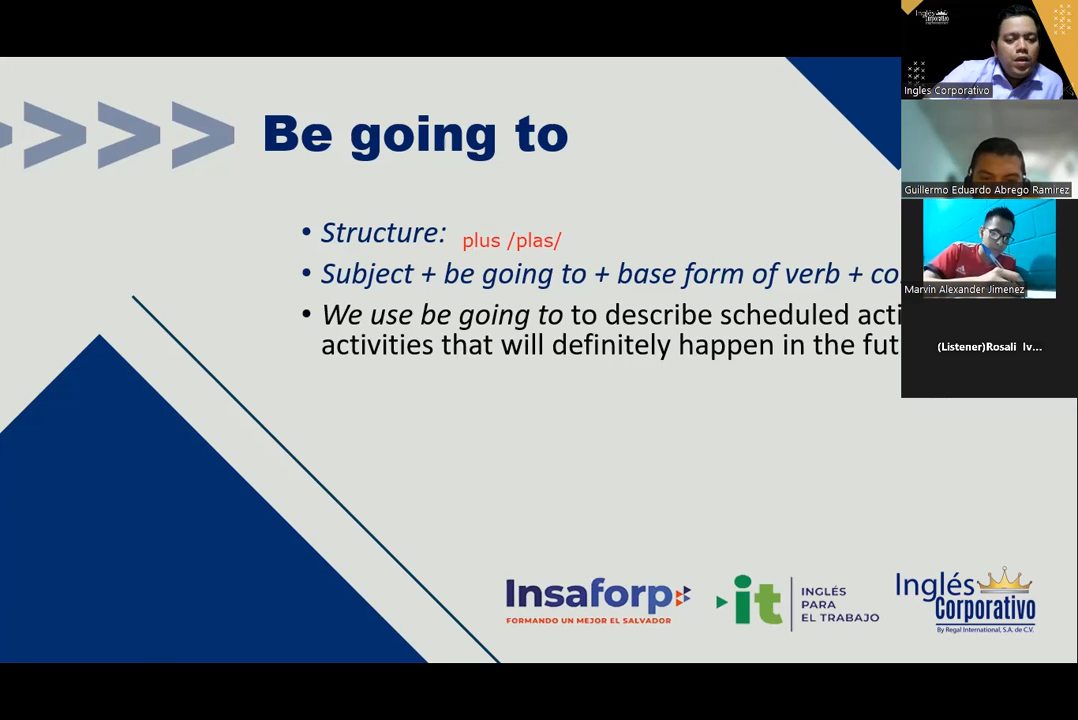 Be going to
• Structure:
plus /plas/
• Subject + be going to + base form of verb + co
• We use be going to to describe scheduled acti
activities that will definitely happen in the fut
Insaforp
FORMANDO UN MEJOR EL SALVADOR
it
INGLÉS
PARA
EL TRABAJO
Inglés
Corporativo
By Regal International, S.A. de C.V.
Inglés
Corporativo
Ingles Corporativo
Guillermo Eduardo Abrego Ramirez
Marvin Alexander Jimenez
(Listener)Rosali Iv...